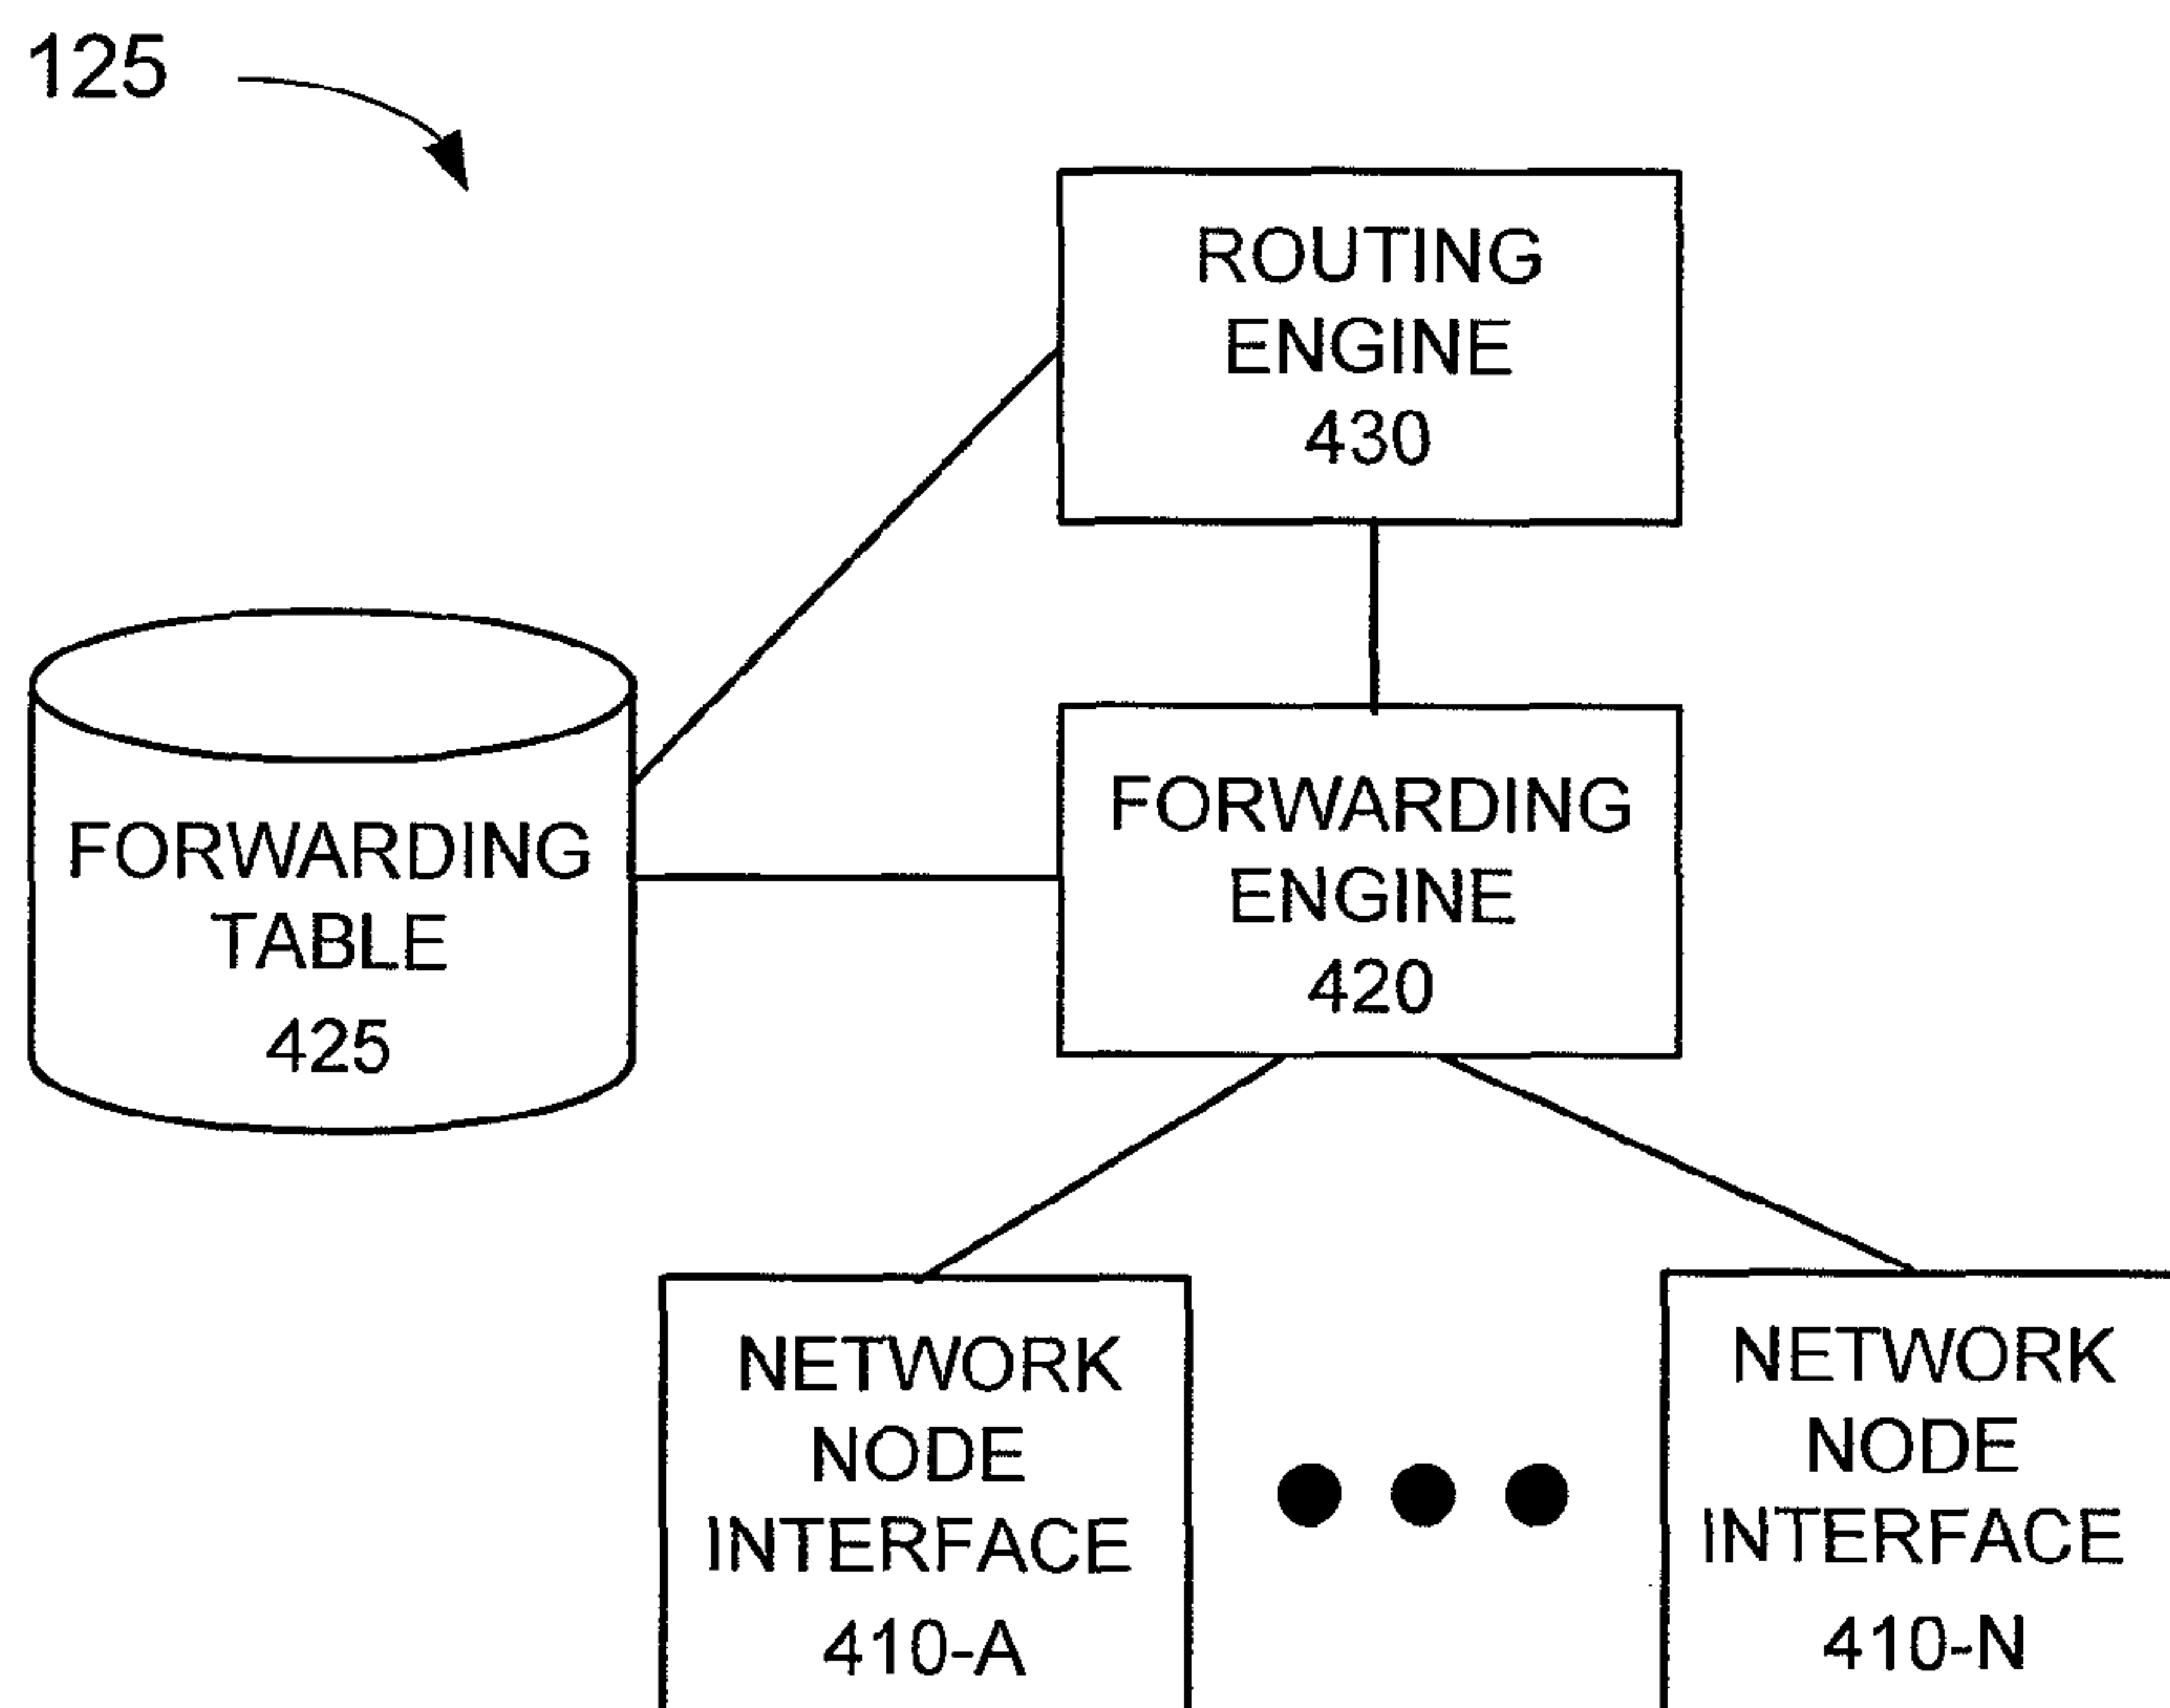 125
ROUTING
ENGINE
430
FORWARDING
TABLE
425
FORWARDING
ENGINE
420
NETWORK
NODE
INTERFACE
410-A
NETWORK
NODE
INTERFACE
410-N